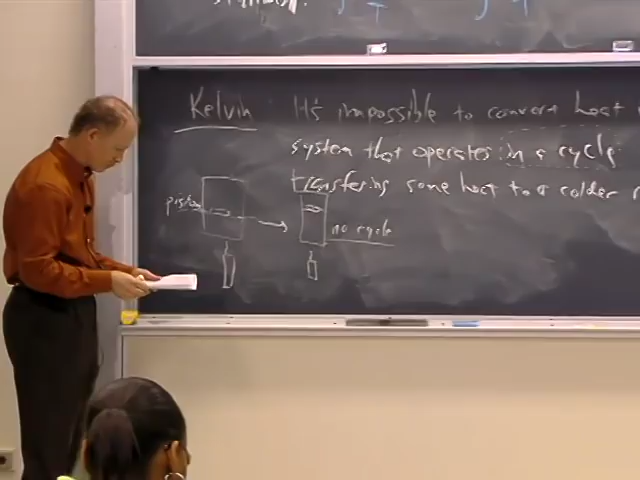 Kelvin It's impossible to convert heat
system that operates in a cycle
transferring some heat to a colder
piston
no cycle